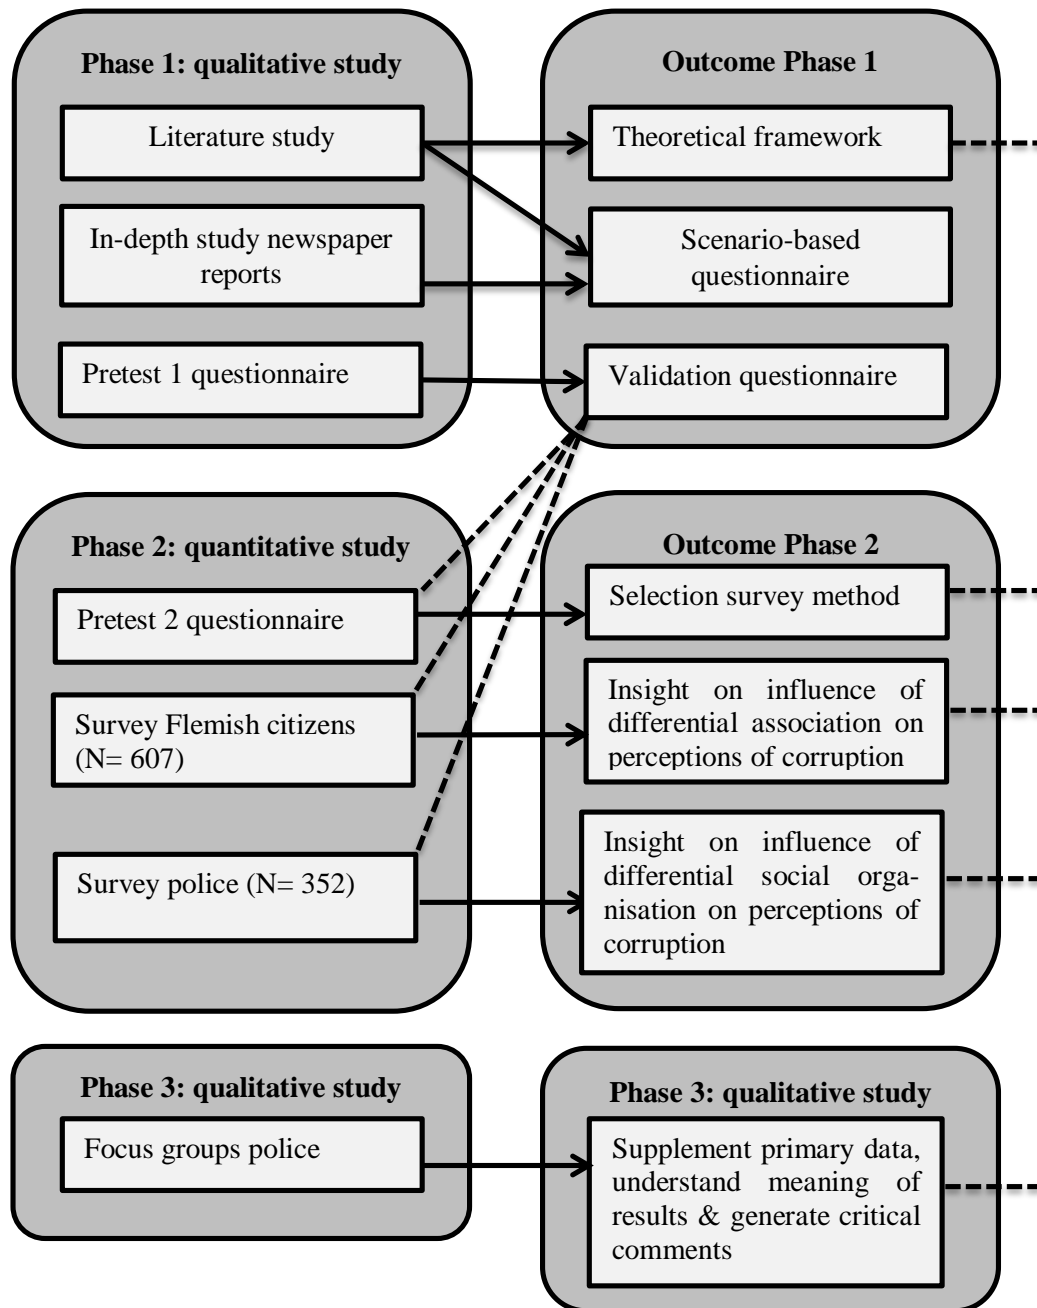 Phase 1: qualitative study
Literature study
In-depth study newspaper
reports
Pretest 1 questionnaire
Outcome Phase 1
Theoretical framework
Scenario-based
questionnaire
Validation questionnaire
Phase 2: quantitative study
Pretest 2 questionnaire
Survey Flemish citizens
(N= 607)
Survey police (N= 352)
Outcome Phase 2
Selection survey method
Insight on influence of
differential association on
perceptions of corruption
Insight on influence of
differential social orga-
nisation on perceptions of
corruption
Phase 3: qualitative study
Focus groups police
Phase 3: qualitative study
Supplement primary data,
understand meaning of
results & generate critical
comments